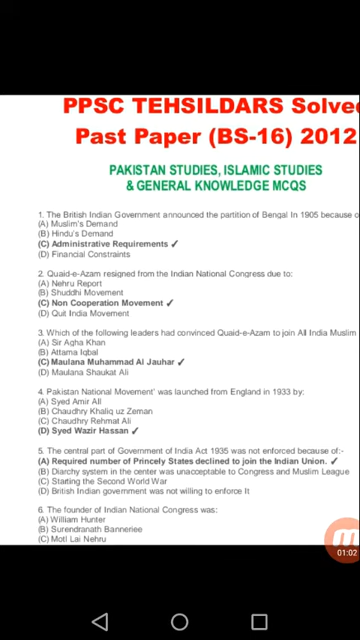 PPSC TEHSILDARS Solve
Past Paper (BS-16) 2012
PAKISTAN STUDIES, ISLAMIC STUDIES
& GENERAL KNOWLEDGE MCQS
1. The British Indian Government announced the partition of Bengal In 1905 because o
(A) Muslim's Demand
(B) Hindu's Demand
(C) Administrative Requirements ✓
(D) Financial Constraints
2. Quaid-e-Azam resigned from the Indian National Congress due to:
(A) Nehru Report
(B) Shuddhi Movement
(C) Non Cooperation Movement ✓
(D) Quit India Movement
3. Which of the following leaders had convinced Quaid-e-Azam to join All India Muslim
(A) Sir Agha Khan
(B) Attama Iqbal
(C) Maulana Muhammad Al Jauhar ✓
(D) Maulana Shaukat Ali
4. Pakistan National Movement' was launched from England in 1933 by:
(A) Syed Amir All
(B) Chaudhry Khaliq uz Zeman
(C) Chaudhry Rehmat Ali
(D) Syed Wazir Hassan ✓
5. The central part of Government of India Act 1935 was not enforced because of:-
(A) Required number of Princely States declined to join the Indian Union. ✓
(B) Diarchy system in the center was unacceptable to Congress and Muslim League
(C) Starting the Second World War
(D) British Indian government was not willing to enforce It
6. The founder of Indian National Congress was:
(A) William Hunter
(B) Surendranath Bannerjee
(C) Motl Lai Nehru
01:02